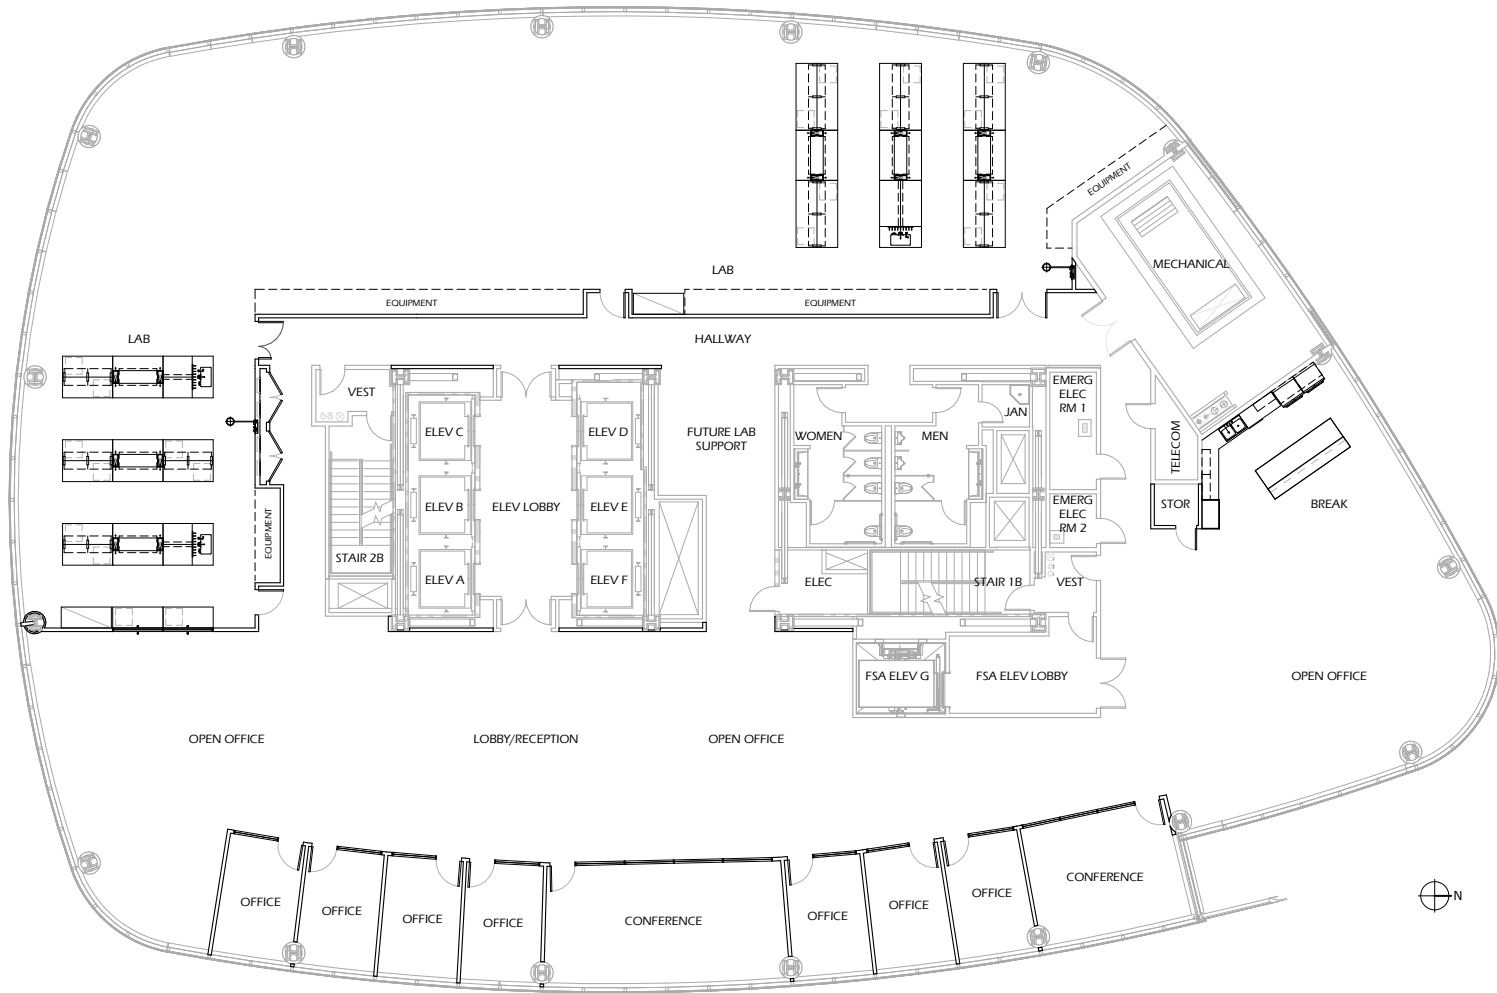 EQUIPMENT
MECHANICAL
LAB
EQUIPMENT
EQUIPMENT
LAB
HALLWAY
VEST
EMERG
ELEC
RM 1
JAN
ELEV C
ELEV D
FUTURE LAB
SUPPORT
WOMEN
MEN
TELECOM
ELEV B
ELEV LOBBY
ELEV E
EMERG
ELEC
RM 2
STOR
BREAK
EQUIPMENT
STAIR 2B
ELEV A
ELEV F
ELEC
STAIR 1B
VEST
FSA ELEV G
FSA ELEV LOBBY
OPEN OFFICE
OPEN OFFICE
LOBBY/RECEPTION
OPEN OFFICE
OFFICE
OFFICE
OFFICE
OFFICE
CONFERENCE
OFFICE
OFFICE
OFFICE
CONFERENCE
N